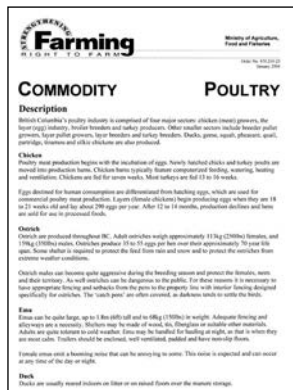 STRENGTHENING
Farming
RIGHT TO FARM
Ministry of Agriculture,
Food and Fisheries
Order No. 870.218-23
January 2004
COMMODITY POULTRY
Description
British Columbia's poultry industry is comprised of four major sectors: chicken (meat) growers, the
layer (egg) industry, broiler breeders and turkey producers. Other smaller sectors include breeder pullet
growers, layer pullet growers, layer breeders and turkey breeders. Ducks, geese, squab, pheasant, quail,
partridge, tinamou and silkie chickens are also produced.
Chicken
Poultry meat production begins with the incubation of eggs. Newly hatched chicks and turkey poults are
moved into production barns. Chicken barns typically feature computerized feeding, watering, heating
and ventilation. Chickens are fed for seven weeks. Most turkeys are fed 13 to 16 weeks.
Eggs destined for human consumption are differentiated from hatching eggs, which are used for
commercial poultry meat production. Layers (female chickens) begin producing eggs when they are 18
to 21 weeks old and lay about 290 eggs per year. After 12 to 14 months, production declines and hens
are sold for use in processed foods.
Ostrich
Ostrich are produced throughout BC. Adult ostriches weigh approximately 113kg (250lbs) females, and
159kg (350lbs) males. Ostriches produce 35 to 55 eggs per hen over their approximately 70 year life
span. Some shelter is required to protect the feed from rain and snow and to protect the ostriches from
extreme weather conditions.
Ostrich males can become quite aggressive during the breeding season and protect the females, nests
and their territory. As well ostriches can be dangerous to the public. For these reasons it is necessary to
have appropriate fencing and setbacks from the pens to the property line with interior fencing designed
specifically for ostriches. The 'catch pens' are often covered, as darkness tends to settle the birds.
Emu
Emus can be quite large, up to 1.8m (6ft) tall and to 68kg (150lbs) in weight. Adequate fencing and
alleyways are a necessity. Shelters may be made of wood, tin, fiberglass or suitable other materials.
Adults are quite tolerant to cold weather. Emu may be handled for hauling at night, as that is when they
are most calm. Trailers should be enclosed, well ventilated, padded and have non-slip floors.
Female emus omit a booming noise that can be annoying to some. This noise is expected and can occur
at any time of the day or night.
Duck
Ducks are usually reared indoors on litter or on raised floors over the manure storage.